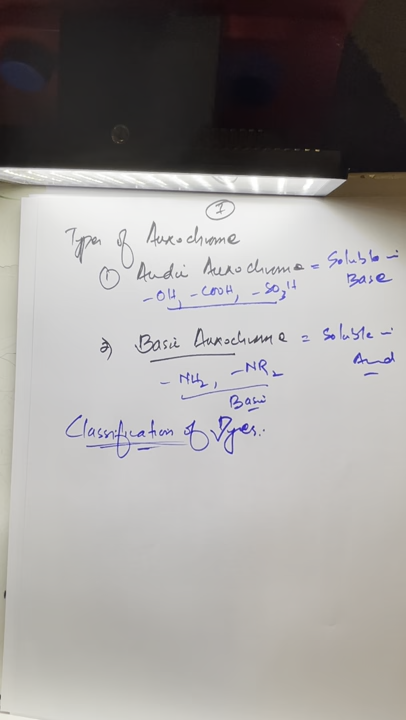 7
Types of Auxochrome
1) Acidic Auxochrome = Soluble in Base
-OH, -COOH, -SO3H
2) Basic Auxochrome = Soluble in Acid
-NH2, -NR2
Basic
Classification of Dyes: